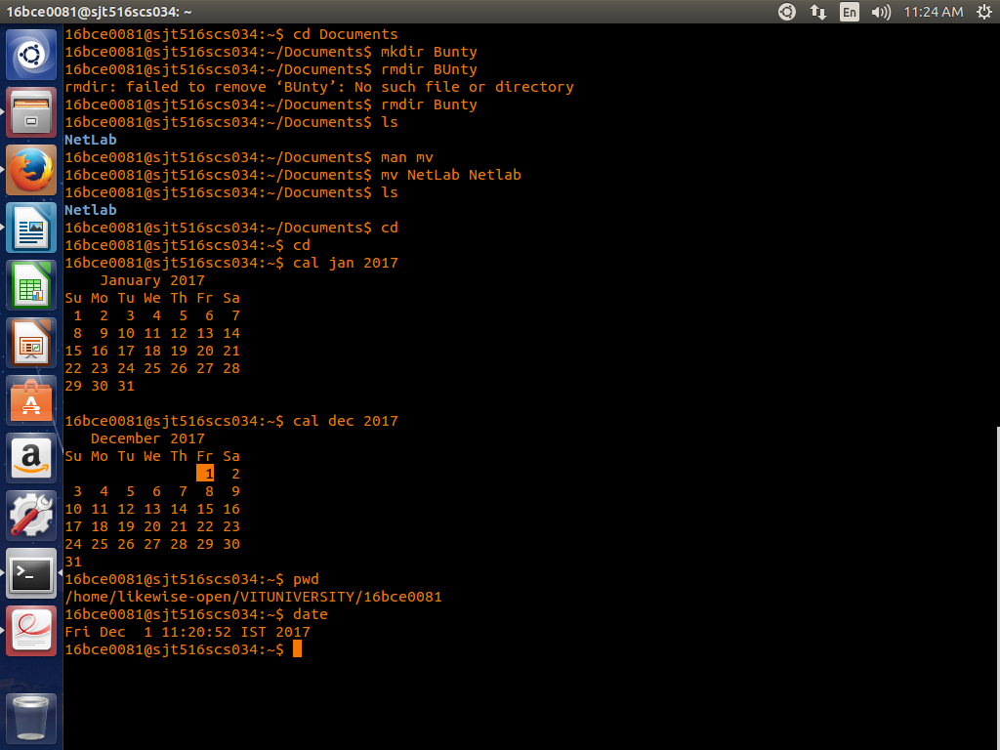 16bce0081@sjt516scs034: ~
En
11:24 AM
16bce0081@sjt516scs034:~$ cd Documents
16bce0081@sjt516scs034:~/Documents$ mkdir Bunty
16bce0081@sjt516scs034:~/Documents$ rmdir BUnty
rmdir: failed to remove ‘BUnty’: No such file or directory
16bce0081@sjt516scs034:~/Documents$ rmdir Bunty
16bce0081@sjt516scs034:~/Documents$ ls
NetLab
16bce0081@sjt516scs034:~/Documents$ man mv
16bce0081@sjt516scs034:~/Documents$ mv NetLab Netlab
16bce0081@sjt516scs034:~/Documents$ ls
Netlab
16bce0081@sjt516scs034:~/Documents$ cd
16bce0081@sjt516scs034:~$ cd
16bce0081@sjt516scs034:~$ cal jan 2017
    January 2017
Su Mo Tu We Th Fr Sa
 1  2  3  4  5  6  7
 8  9 10 11 12 13 14
15 16 17 18 19 20 21
22 23 24 25 26 27 28
29 30 31
16bce0081@sjt516scs034:~$ cal dec 2017
   December 2017
Su Mo Tu We Th Fr Sa
                1  2
 3  4  5  6  7  8  9
10 11 12 13 14 15 16
17 18 19 20 21 22 23
24 25 26 27 28 29 30
31
16bce0081@sjt516scs034:~$ pwd
/home/likewise-open/VITUNIVERSITY/16bce0081
16bce0081@sjt516scs034:~$ date
Fri Dec  1 11:20:52 IST 2017
16bce0081@sjt516scs034:~$